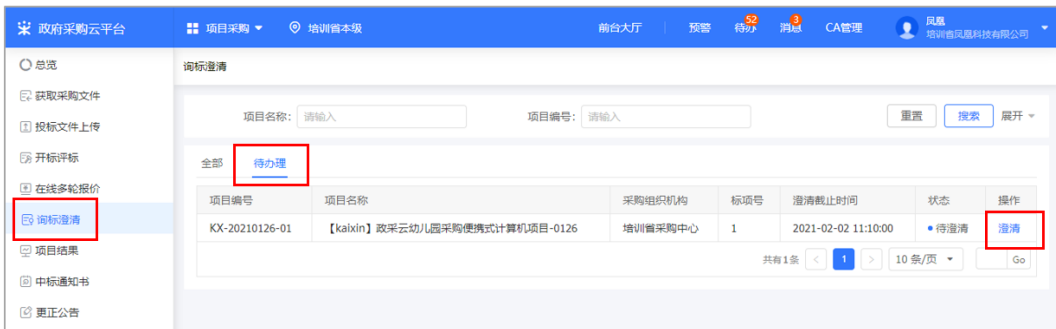 政府采购云平台 项目采购 培训省本级 前台大厅 预警 待办 52 消息 3 CA管理 凤凰
培训省凤凰科技有限公司
总览
获取采购文件
投标文件上传
开标评标
在线多轮报价
询标澄清
项目结果
中标通知书
更正公告
询标澄清
项目名称: 请输入 项目编号: 请输入 重置 搜索 展开
全部 待办理
项目编号 项目名称 采购组织机构 标项号 澄清截止时间 状态 操作
KX-20210126-01 【kaixin】政采云幼儿园采购便携式计算机项目-0126 培训省采购中心 1 2021-02-02 11:10:00 待澄清 澄清
共有1条 < 1 > 10 条/页 Go